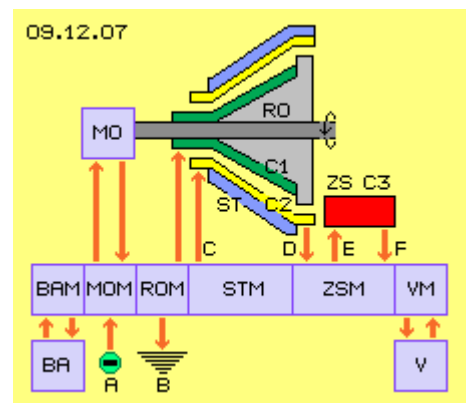 09.12.07
RO
MO
C1
ZS C3
ST C2
C D E F
BAM MOM ROM STM ZSM VM
BA V
A B